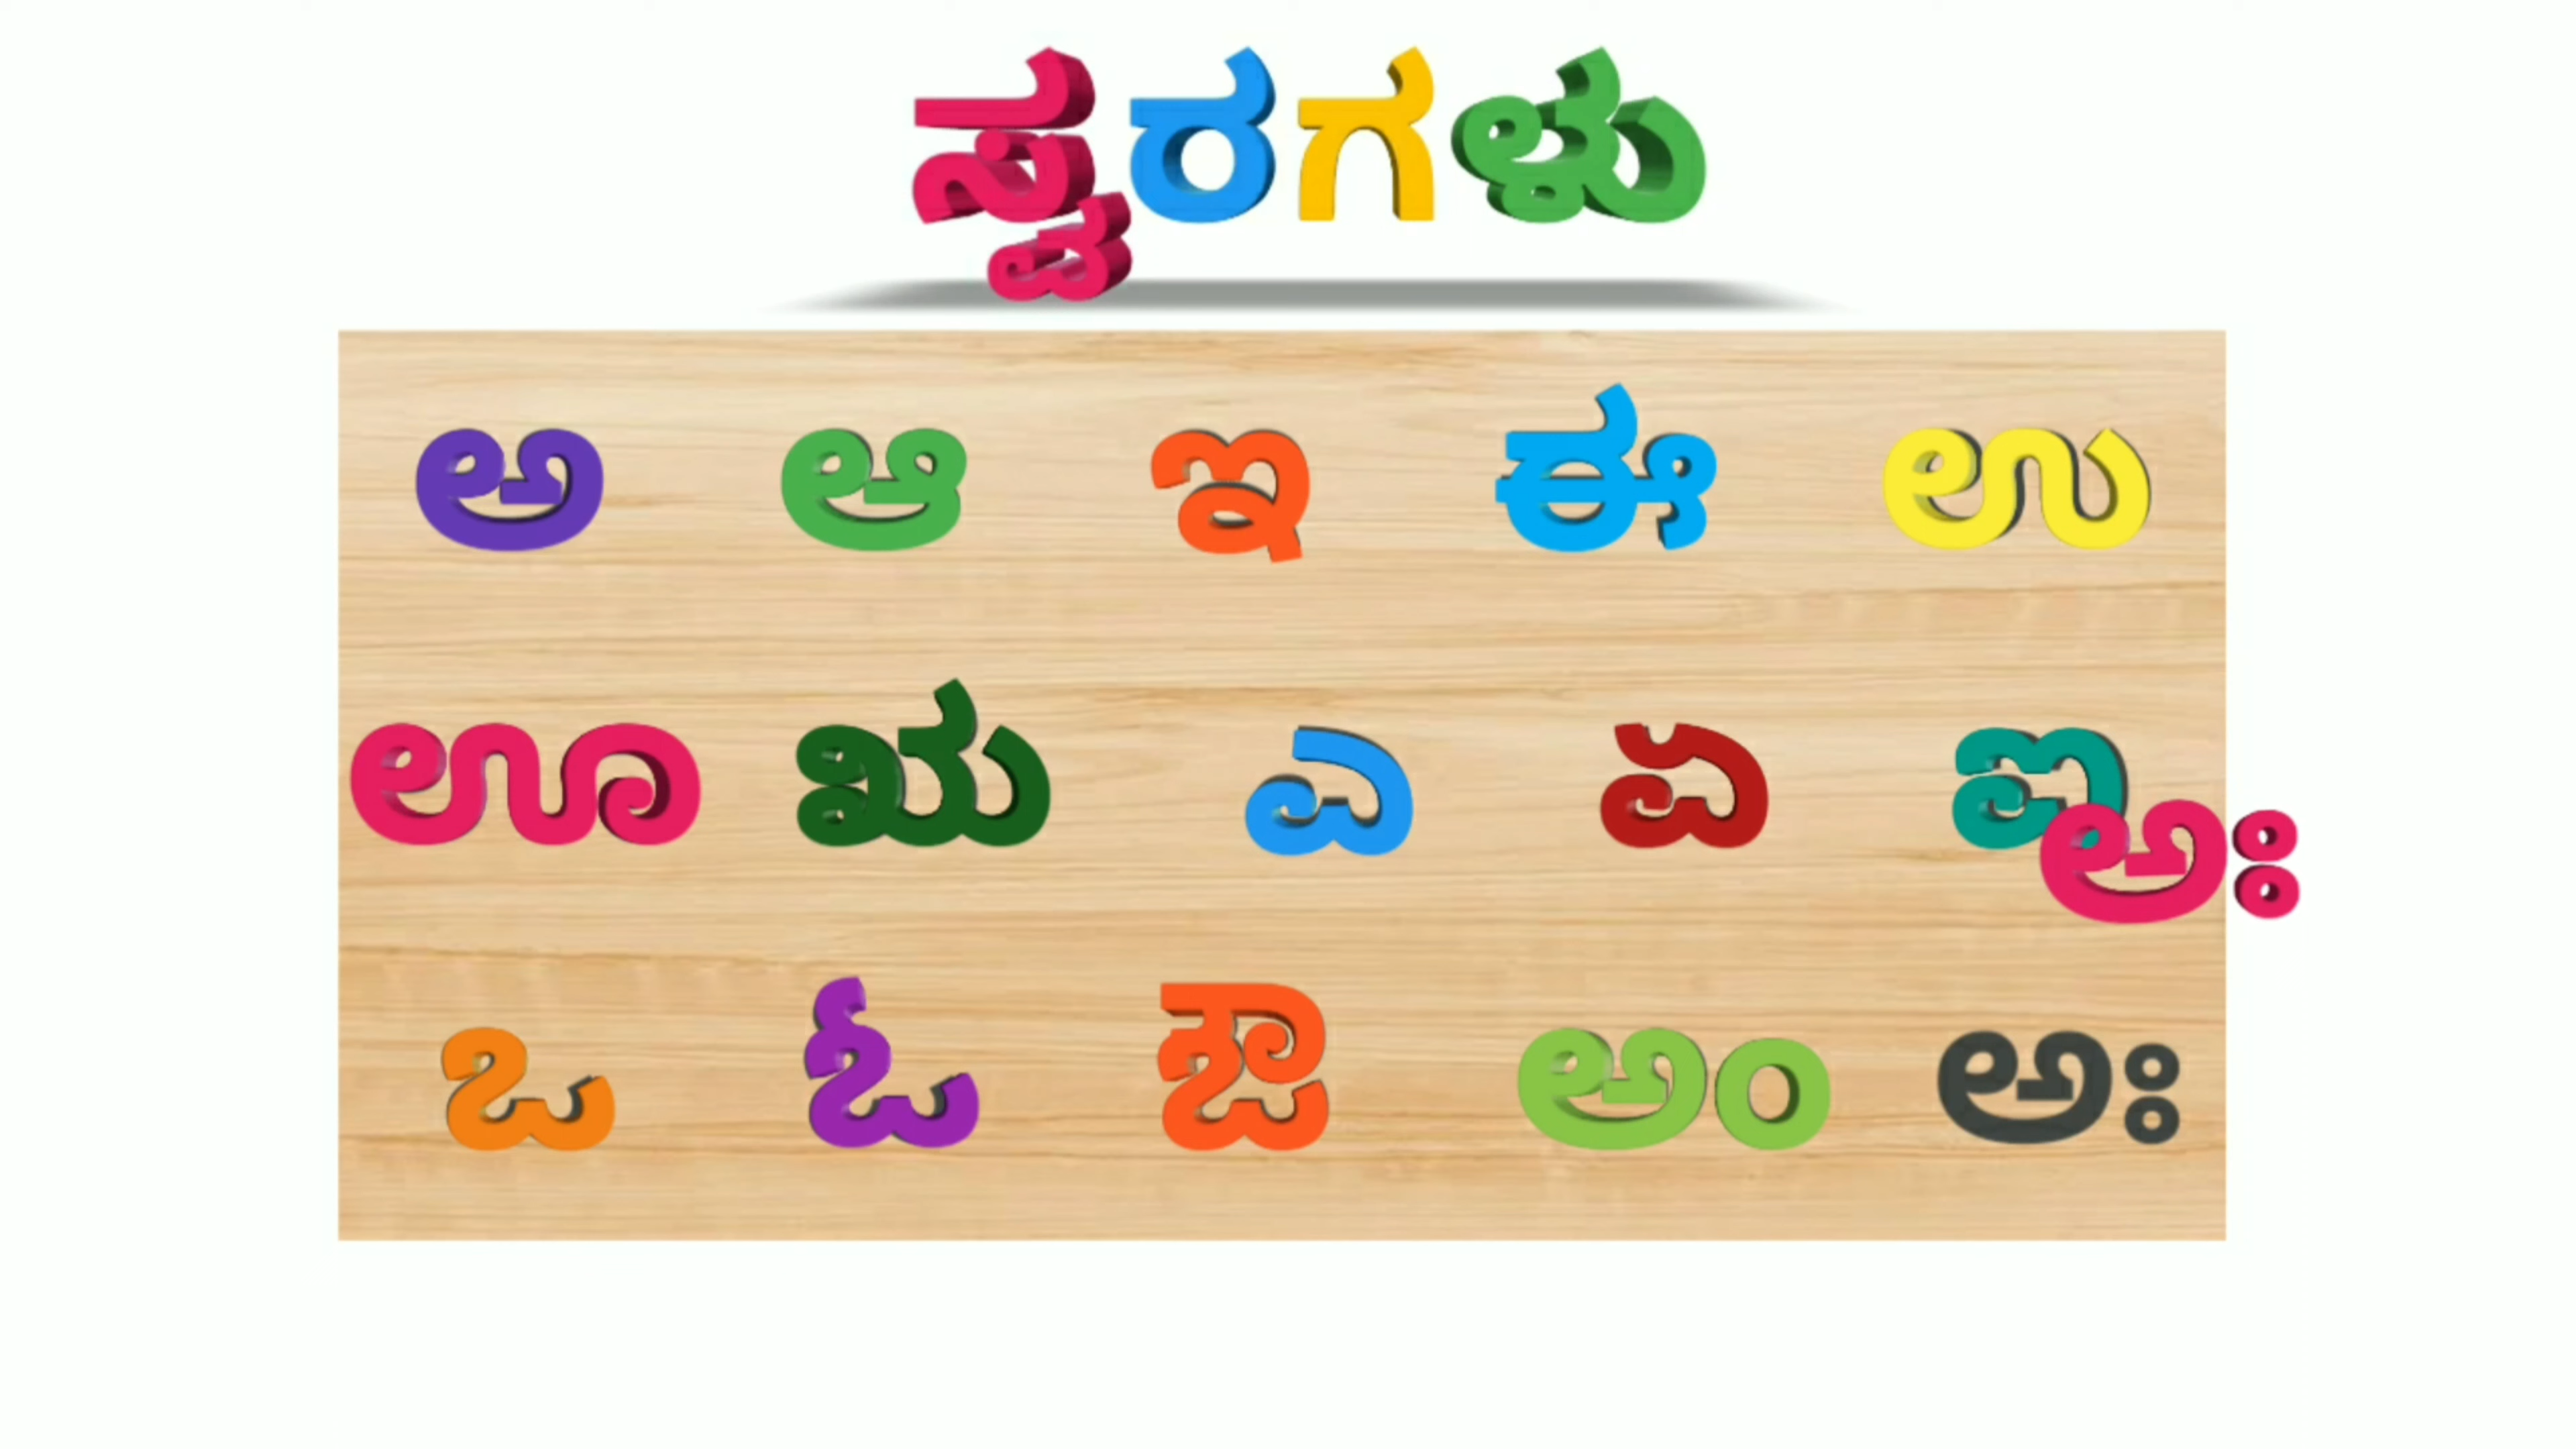 ಸ್ವರಗಳು
ಅ ಆ ಇ ಈ ಉ
ಊ ಋ ಎ ಏ ಐ
ಅಃ
ಒ ಓ ಔ ಅಂ ಅಃ